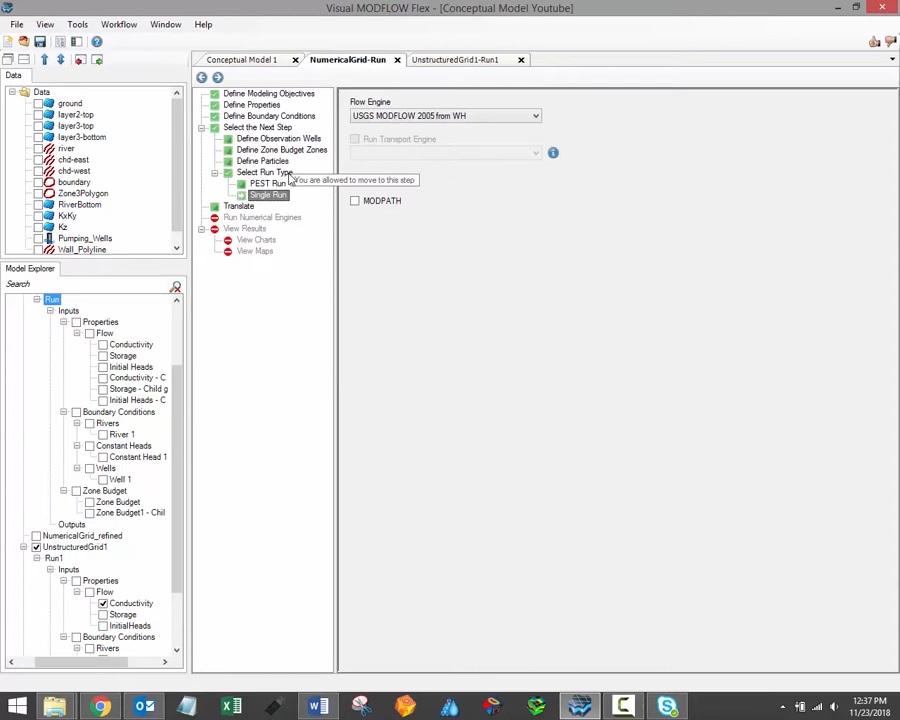 Visual MODFLOW Flex - [Conceptual Model Youtube]
File View Tools Workflow Window Help
Data
Data
ground
layer2-top
layer3-top
layer3-bottom
river
chd-east
chd-west
boundary
Zone3Polygon
RiverBottom
KxKy
Kz
Pumping_Wells
Wall_Polyline
Model Explorer
Search
Run
Inputs
Properties
Flow
Conductivity
Storage
Initial Heads
Conductivity - C
Storage - Child g
Initial Heads - C
Boundary Conditions
Rivers
River 1
Constant Heads
Constant Head 1
Wells
Well 1
Zone Budget
Zone Budget
Zone Budget1 - Chil
Outputs
NumericalGrid_refined
UnstructuredGrid1
Run1
Inputs
Properties
Flow
Conductivity
Storage
InitialHeads
Boundary Conditions
Rivers
Conceptual Model 1 NumericalGrid-Run UnstructuredGrid1-Run1
Define Modeling Objectives
Define Properties
Define Boundary Conditions
Select the Next Step
Define Observation Wells
Define Zone Budget Zones
Define Particles
Select Run Type
PEST Run
Single Run
Translate
Run Numerical Engines
View Results
View Charts
View Maps
You are allowed to move to this step
Flow Engine
USGS MODFLOW 2005 from WH
Run Transport Engine
MODPATH
12:37 PM
11/23/2018